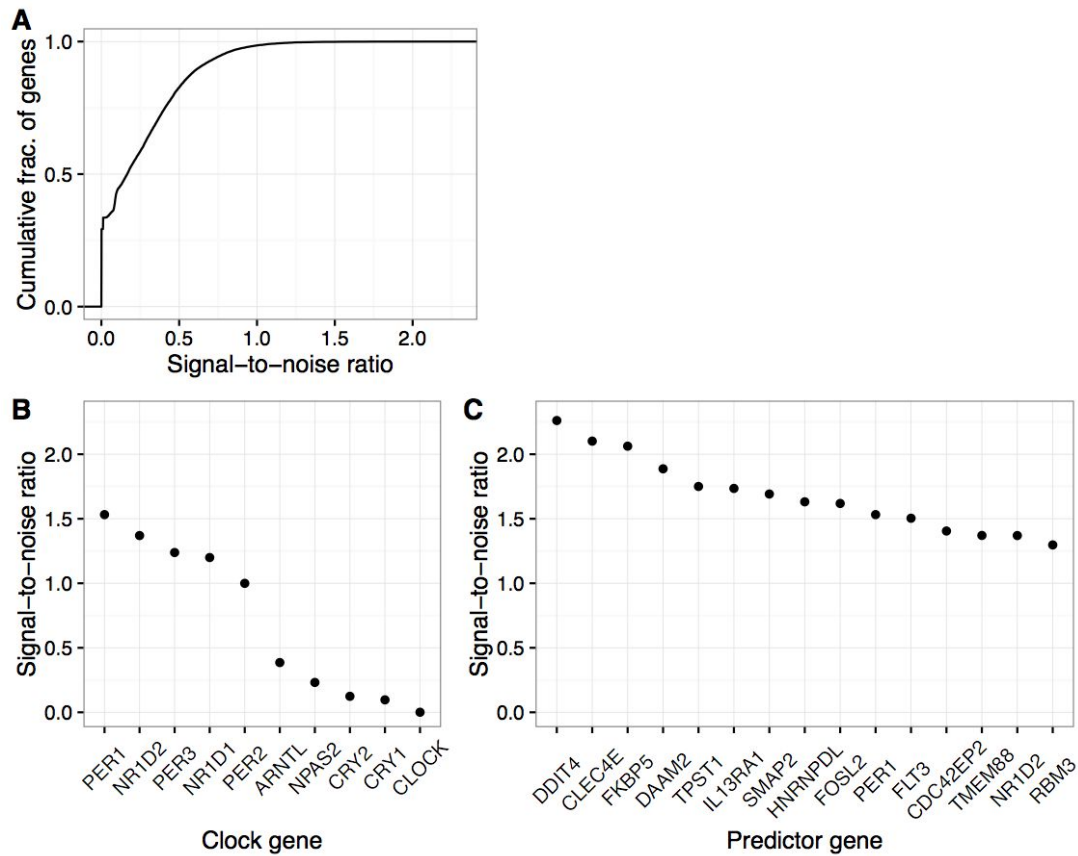 A
Cumulative frac. of genes
1.0
0.5
0.0
0.0 0.5 1.0 1.5 2.0
Signal−to−noise ratio
B
Signal−to−noise ratio
2.0
1.5
1.0
0.5
0.0
PER1 NR1D2 PER3 NR1D1 PER2 ARNTL NPAS2 CRY2 CRY1 CLOCK
Clock gene
C
Signal−to−noise ratio
2.0
1.5
1.0
0.5
0.0
DDIT4 CLEC4E FKBP5 DAAM2 TPST1 IL13RA1 SMAP2 HNRNPDL FOSL2 PER1 FLT3 CDC42EP2 TMEM88 NR1D2 RBM3
Predictor gene